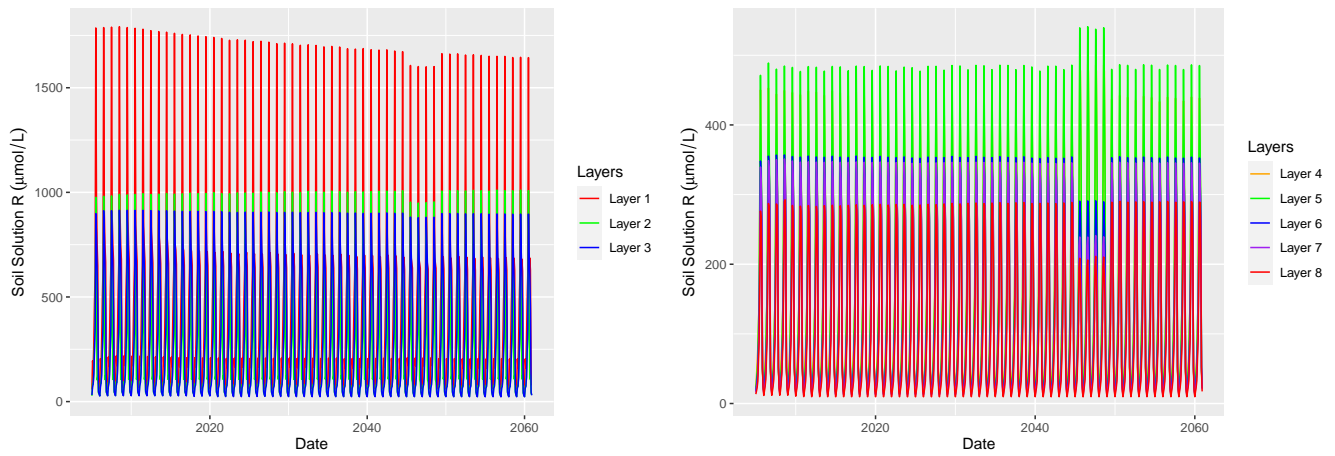 Soil Solution R (μmol/L)
1500
1000
500
0
2020
2040
2060
Date
Layers
Layer 1
Layer 2
Layer 3
Soil Solution R (μmol/L)
400
200
0
2020
2040
2060
Date
Layers
Layer 4
Layer 5
Layer 6
Layer 7
Layer 8